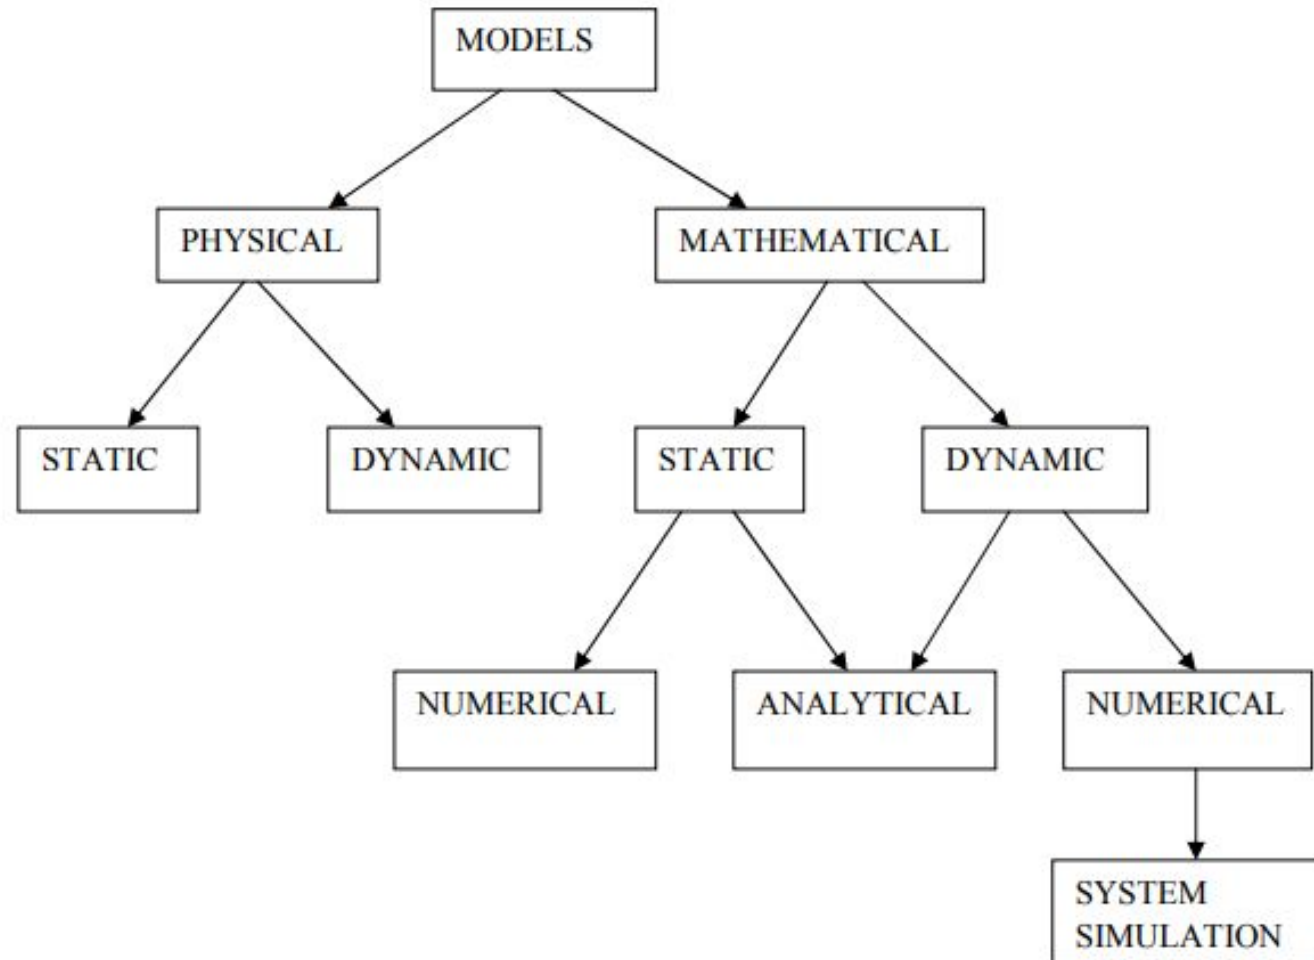 MODELS
PHYSICAL
MATHEMATICAL
STATIC
DYNAMIC
STATIC
DYNAMIC
NUMERICAL
ANALYTICAL
NUMERICAL
SYSTEM
SIMULATION